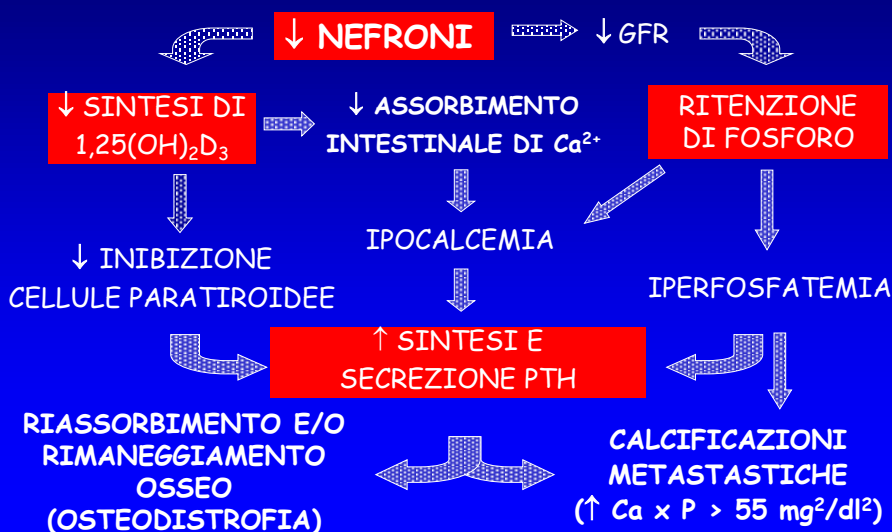 ↓ NEFRONI
↓ GFR
↓ SINTESI DI
1,25(OH)₂D₃
↓ ASSORBIMENTO
INTESTINALE DI Ca²⁺
RITENZIONE
DI FOSFORO
IPOCALCEMIA
↓ INIBIZIONE
CELLULE PARATIROIDEE
IPERFOSFATEMIA
↑ SINTESI E
SECREZIONE PTH
RIASSORBIMENTO E/O
RIMANEGGIAMENTO
OSSEO
(OSTEODISTROFIA)
CALCIFICAZIONI
METASTASTICHE
(↑ Ca x P > 55 mg²/dl²)